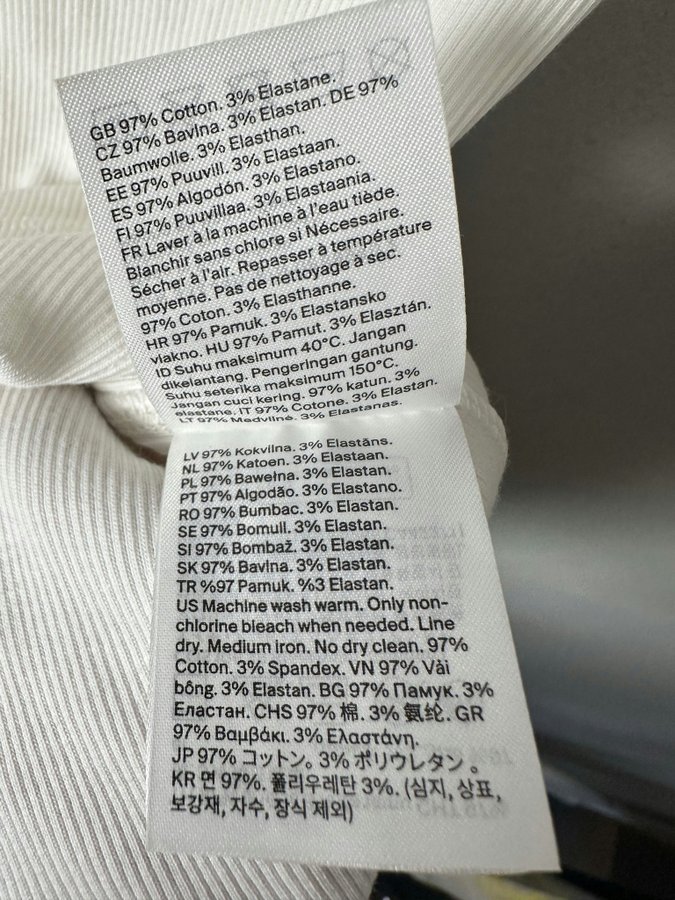 GB 97% Cotton. 3% Elastane.
CZ 97% Bavlna. 3% Elastan. DE 97%
Baumwolle. 3% Elasthan.
EE 97% Puuvill. 3% Elastaan.
ES 97% Algodón. 3% Elastano.
FI 97% Puuvillaa. 3% Elastaania.
FR Laver à la machine à l'eau tiède.
Blanchir sans chlore si Nécessaire.
Sécher à l'air. Repasser à température
moyenne. Pas de nettoyage à sec.
97% Coton. 3% Elasthanne.
HR 97% Pamuk. 3% Elastansko
vlakno. HU 97% Pamut. 3% Elasztán.
ID Suhu maksimum 40°C. Jangan
dikelantang. Pengeringan gantung.
Suhu seterika maksimum 150°C.
Jangan cuci kering. 97% katun. 3%
elastane, IT 97% Cotone. 3% Elastan.
LT 97% Medvilnė. 3% Elastanas.
LV 97% Kokvilna. 3% Elastāns.
NL 97% Katoen. 3% Elastaan.
PL 97% Bawełna. 3% Elastan.
PT 97% Algodão. 3% Elastano.
RO 97% Bumbac. 3% Elastan.
SE 97% Bomull. 3% Elastan.
SI 97% Bombaž. 3% Elastan.
SK 97% Bavlna. 3% Elastan.
TR %97 Pamuk. %3 Elastan.
US Machine wash warm. Only non-
chlorine bleach when needed. Line
dry. Medium iron. No dry clean. 97%
Cotton. 3% Spandex. VN 97% Vải
bông. 3% Elastan. BG 97% Памук. 3%
Еластан. CHS 97% 棉. 3% 氨纶. GR
97% Βαμβάκι. 3% Ελαστάνη.
JP 97% コットン。3% ポリウレタン 。
KR 면 97%. 폴리우레탄 3%. (심지, 상표,
보강재, 자수, 장식 제외)